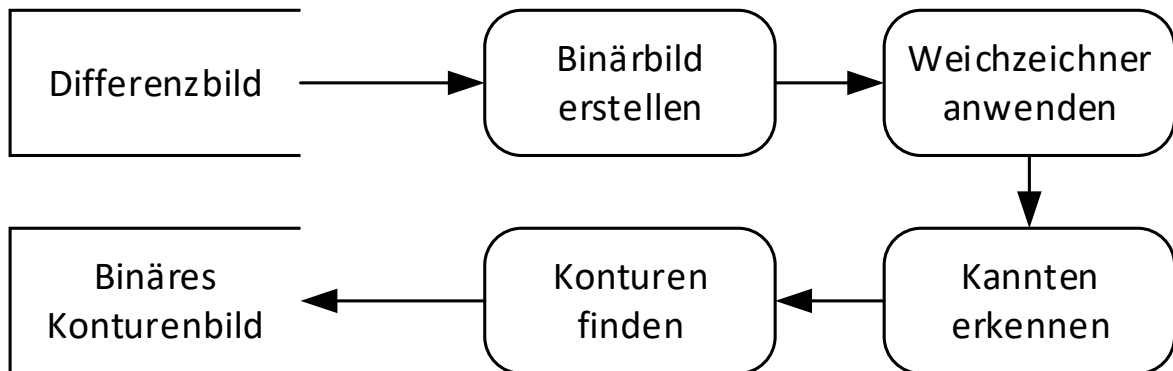 Differenzbild
Binärbild
erstellen
Weichzeichner
anwenden
Kannten
erkennen
Konturen
finden
Binäres
Konturenbild